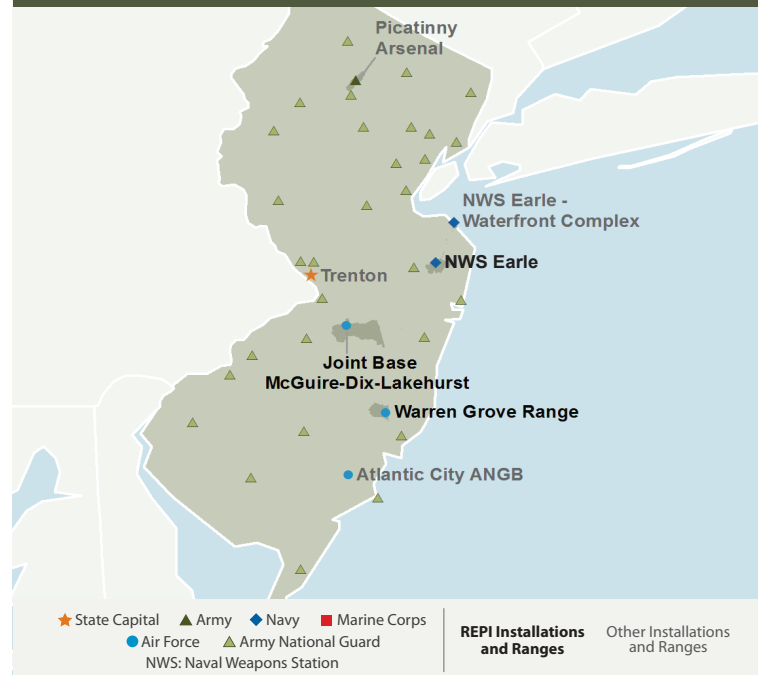 Picatinny
Arsenal
NWS Earle -
Waterfront Complex
NWS Earle
Trenton
Joint Base
McGuire-Dix-Lakehurst
Warren Grove Range
Atlantic City ANGB
State Capital
Army
Navy
Marine Corps
Air Force
Army National Guard
NWS: Naval Weapons Station
REPI Installations
and Ranges
Other Installations
and Ranges